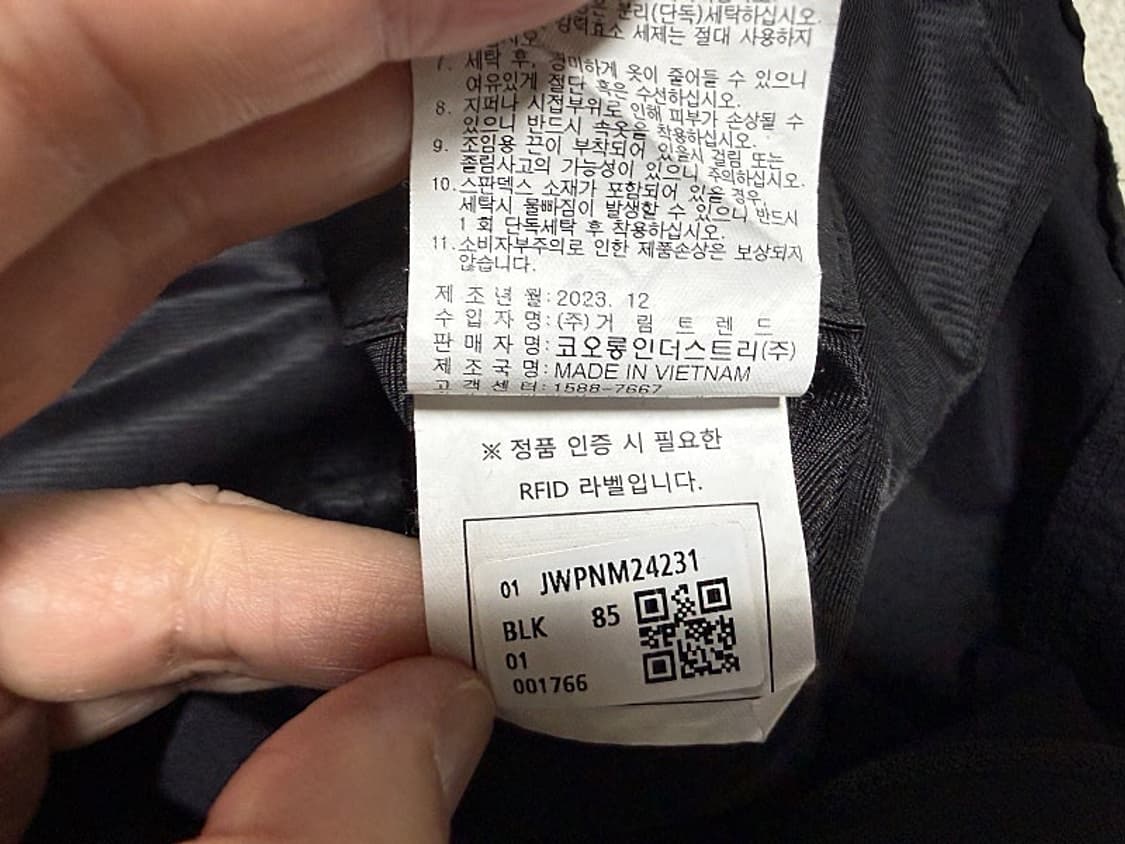 분리(단독)세탁하십시오.
강력효소 세제는 절대 사용하지
7. 세탁 후, 경미하게 옷이 줄어들 수 있으니
여유있게 절단 혹은 수선하십시오.
8. 지퍼나 시접부위로 인해 피부가 손상될 수
있으니 반드시 속옷을 착용하십시오.
9. 조임용 끈이 부착되어 있을시 걸림 또는
졸림사고의 가능성이 있으니 주의하십시오.
10. 스판덱스 소재가 포함되어 있을 경우,
세탁시 물빠짐이 발생할 수 있으니 반드시
1 회 단독세탁 후 착용하십시오.
11. 소비자부주의로 인한 제품손상은 보상되지
않습니다.
제 조 년 월: 2023. 12
수 입 자 명: (주)거 림 트 렌 드
판 매 자 명: 코오롱인더스트리(주)
제 조 국 명: MADE IN VIETNAM
고 객 센 터: 1588-7667
※ 정품 인증 시 필요한
RFID 라벨입니다.
01 JWPNM24231
BLK 85
01
001766